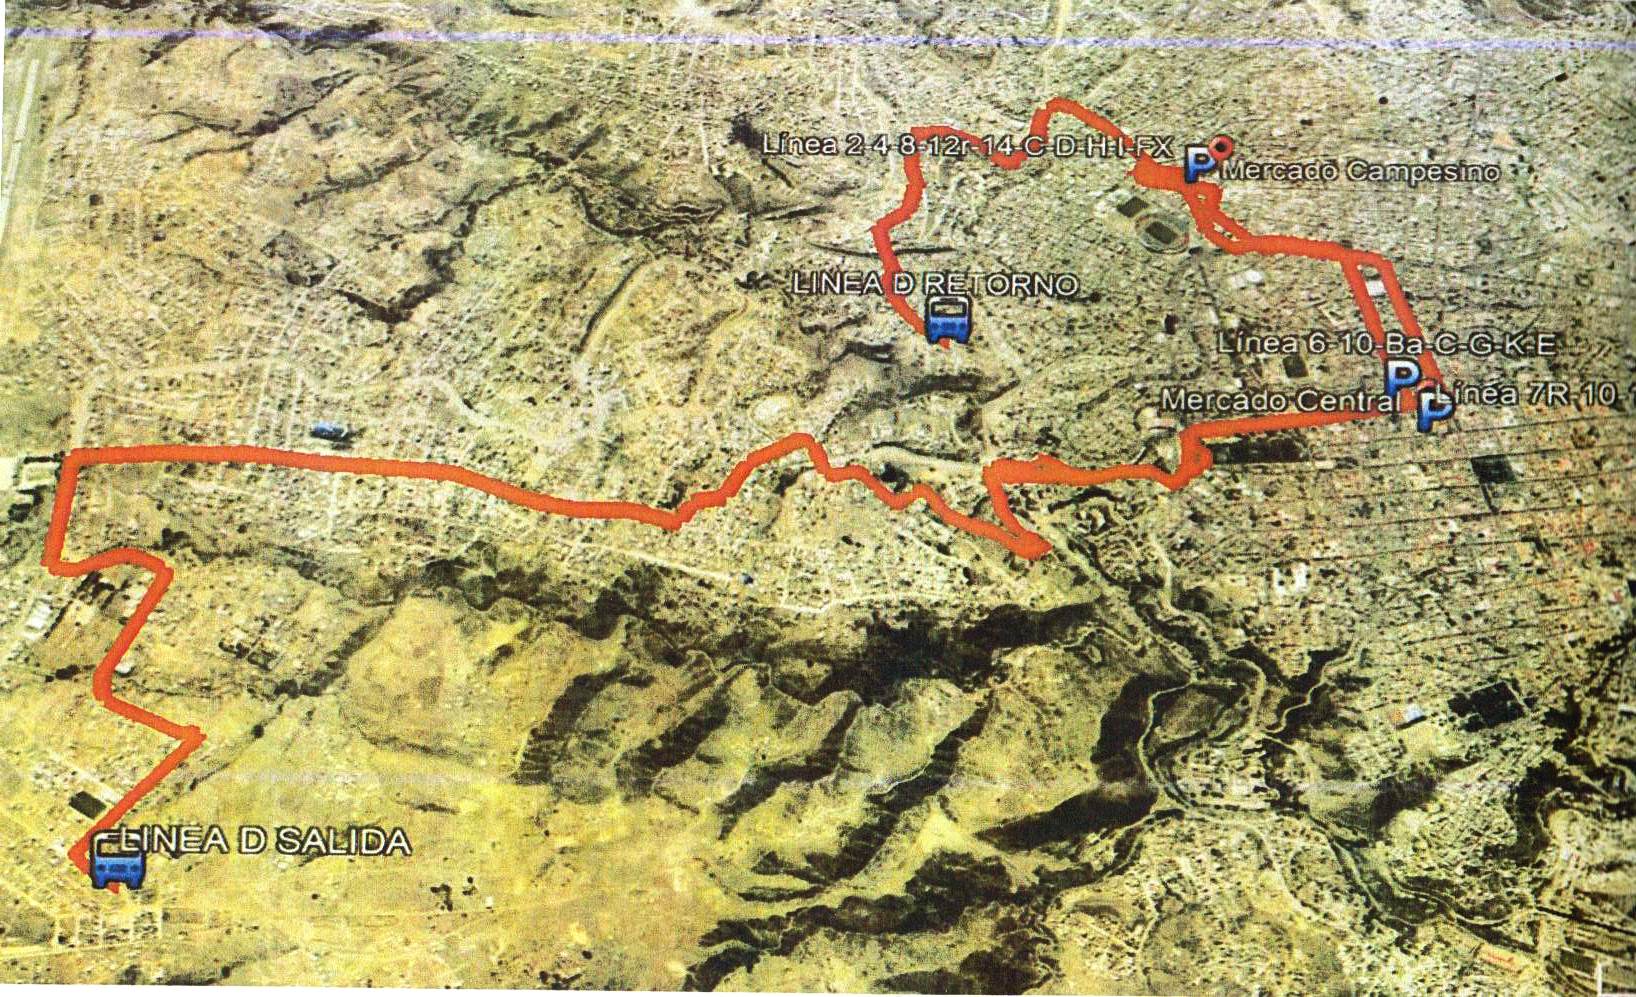 Línea 2-4-8-12r-14-C-D-H-I-FX
Mercado Campesino
LINEA D RETORNO
Línea 6-10-Ba-C-G-K-E
Mercado Central
Línea 7R-10
LINEA D SALIDA